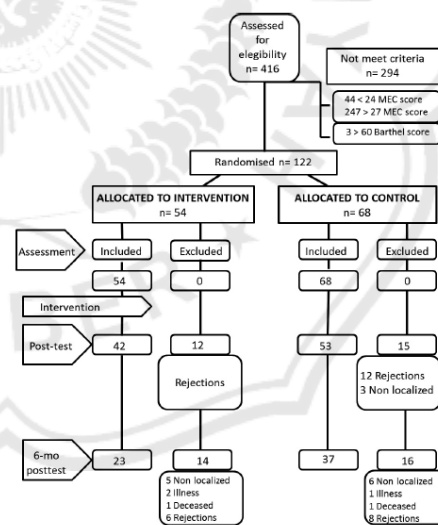 Assessed
for
elegibility
n= 416
Not meet criteria
n= 294
44 < 24 MEC score
247 > 27 MEC score
3 > 60 Barthel score
Randomised n= 122
ALLOCATED TO INTERVENTION
n= 54
ALLOCATED TO CONTROL
n= 68
Assessment
Included
Excluded
Included
Excluded
54
0
68
0
Intervention
Post-test
42
12
53
15
Rejections
12 Rejections
3 Non localized
6-mo
posttest
23
14
37
16
5 Non localized
2 Illness
1 Deceased
6 Rejections
6 Non localized
1 Illness
1 Deceased
8 Rejections